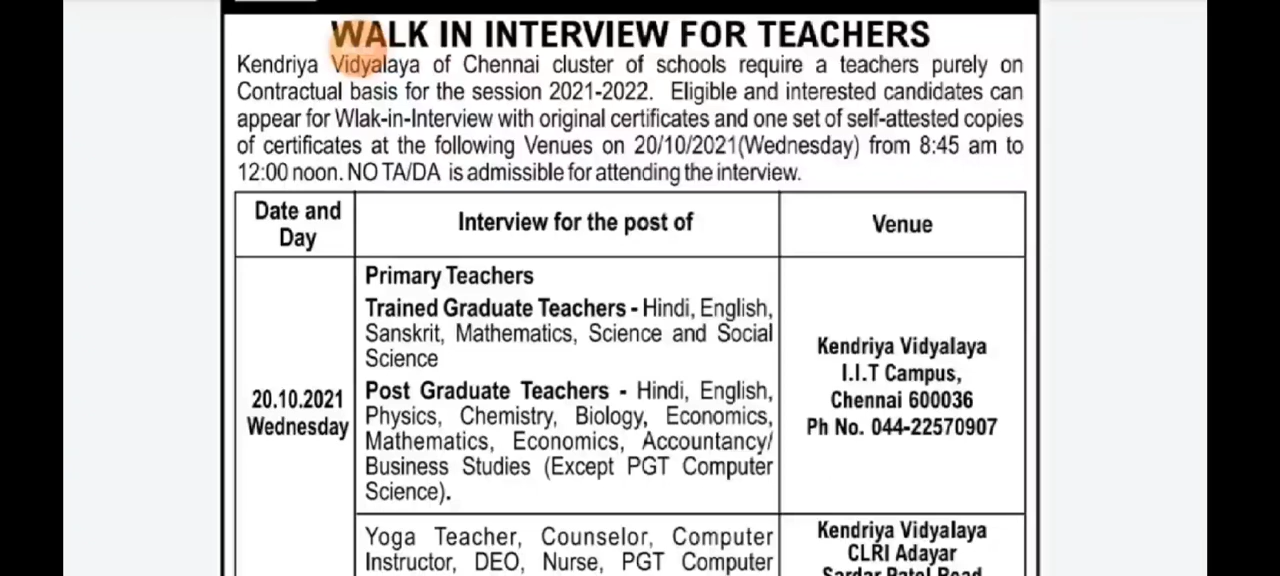 WALK IN INTERVIEW FOR TEACHERS
Kendriya Vidyalaya of Chennai cluster of schools require a teachers purely on
Contractual basis for the session 2021-2022. Eligible and interested candidates can
appear for Wlak-in-Interview with original certificates and one set of self-attested copies
of certificates at the following Venues on 20/10/2021(Wednesday) from 8:45 am to
12:00 noon. NO TA/DA is admissible for attending the interview.
Date and
Day
Interview for the post of
Venue
20.10.2021
Wednesday
Primary Teachers
Trained Graduate Teachers - Hindi, English,
Sanskrit, Mathematics, Science and Social
Science
Post Graduate Teachers - Hindi, English,
Physics, Chemistry, Biology, Economics,
Mathematics, Economics, Accountancy/
Business Studies (Except PGT Computer
Science).
Kendriya Vidyalaya
I.I.T Campus,
Chennai 600036
Ph No. 044-22570907
Yoga Teacher, Counselor, Computer
Instructor, DEO, Nurse, PGT Computer
Kendriya Vidyalaya
CLRI Adayar
Sardar Patel Road